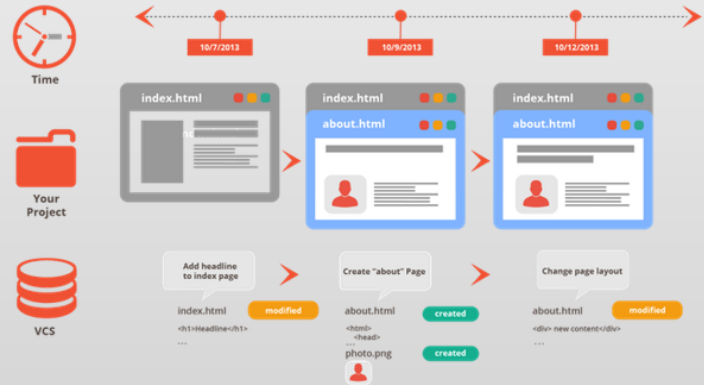 10/7/2013
10/9/2013
10/12/2013
Time
index.html
index.html
index.html
about.html
about.html
Your
Project
Add headline
to index page
Create "about" Page
Change page layout
index.html
modified
about.html
created
about.html
modified
<h1>Headline</h1>
...
<html>
<head>
...
<div> new content</div>
...
photo.png
created
VCS